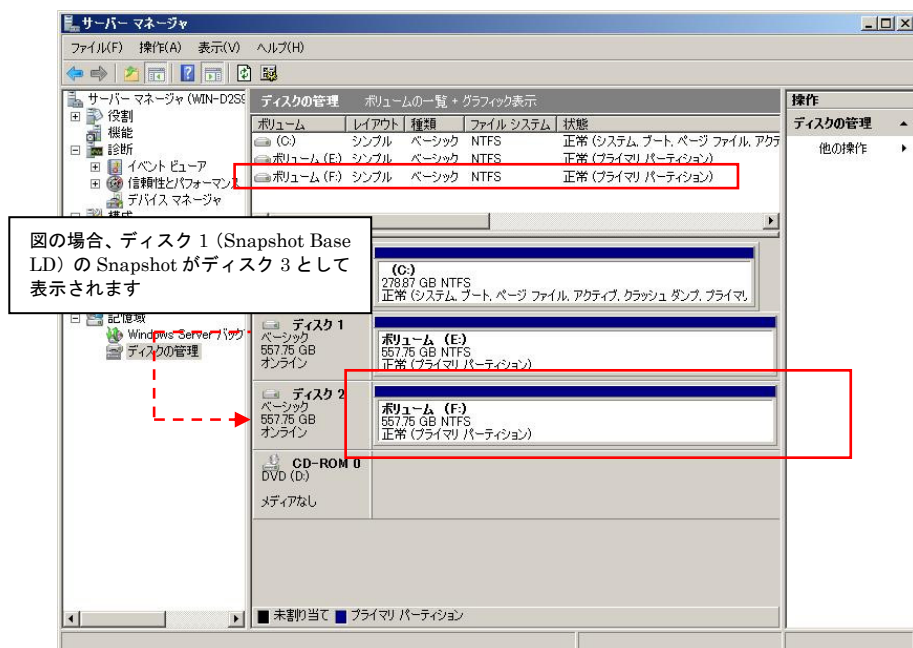 サーバー マネージャ
ファイル(F) 操作(A) 表示(V) ヘルプ(H)
サーバー マネージャ (WIN-D2S
役割
機能
診断
イベント ビューア
信頼性とパフォーマンス
デバイス マネージャ
構成
記憶域
Windows Server バック
ディスクの管理
ディスクの管理 ボリュームの一覧 + グラフィック表示
ボリューム レイアウト 種類 ファイル システム 状態
(C:) シンプル ベーシック NTFS 正常 (システム, ブート, ページ ファイル, アクテ
ボリューム (E:) シンプル ベーシック NTFS 正常 (プライマリ パーティション)
ボリューム (F:) シンプル ベーシック NTFS 正常 (プライマリ パーティション)
図の場合、ディスク 1（Snapshot Base
LD）の Snapshot がディスク 3 として
表示されます
(C:)
278.87 GB NTFS
正常 (システム, ブート, ページ ファイル, アクティブ, クラッシュ ダンプ, プライマリ
ディスク 1
ベーシック
557.75 GB
オンライン
ボリューム (E:)
557.75 GB NTFS
正常 (プライマリ パーティション)
ディスク 2
ベーシック
557.75 GB
オンライン
ボリューム (F:)
557.75 GB NTFS
正常 (プライマリ パーティション)
CD-ROM 0
DVD (D:)
メディアなし
未割り当て プライマリ パーティション
操作
ディスクの管理
他の操作